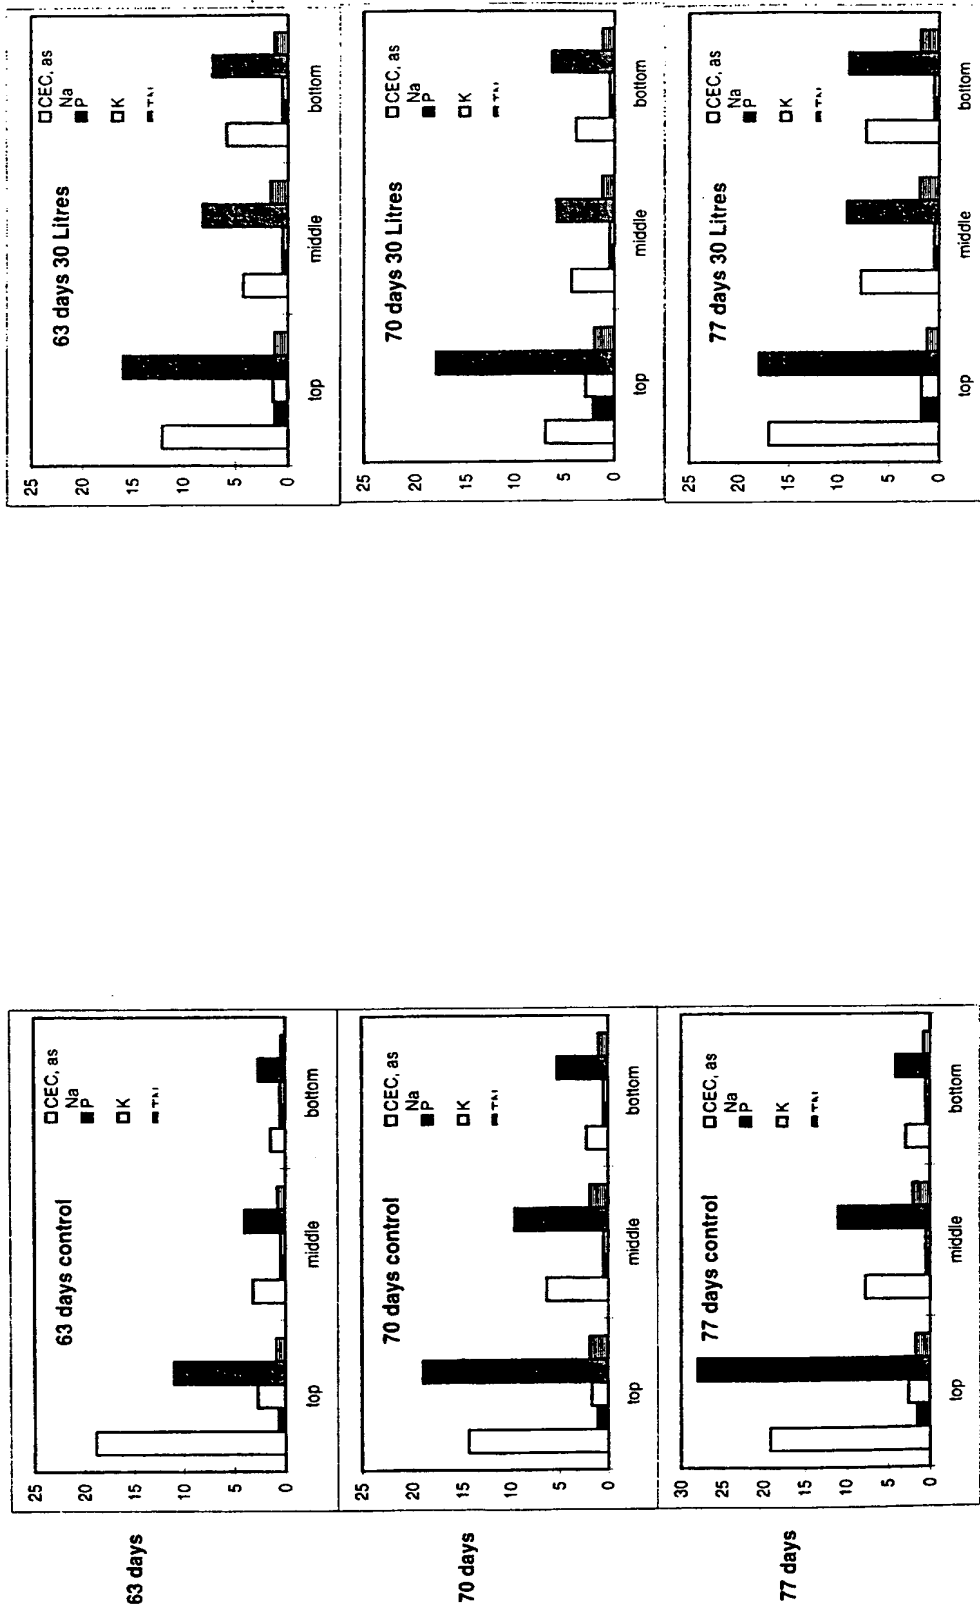 63 days
63 days control
25
20
15
10
5
0
top
middle
bottom
CEC, as
Na
P
K
63 days 30 Litres
25
20
15
10
5
0
top
middle
bottom
CEC, as
Na
P
K
70 days
70 days control
25
20
15
10
5
0
top
middle
bottom
CEC, as
Na
P
K
70 days 30 Litres
25
20
15
10
5
0
top
middle
bottom
CEC, as
Na
P
K
77 days
77 days control
30
25
20
15
10
5
0
top
middle
bottom
CEC, as
Na
P
K
77 days 30 Litres
25
20
15
10
5
0
top
middle
bottom
CEC, as
Na
P
K